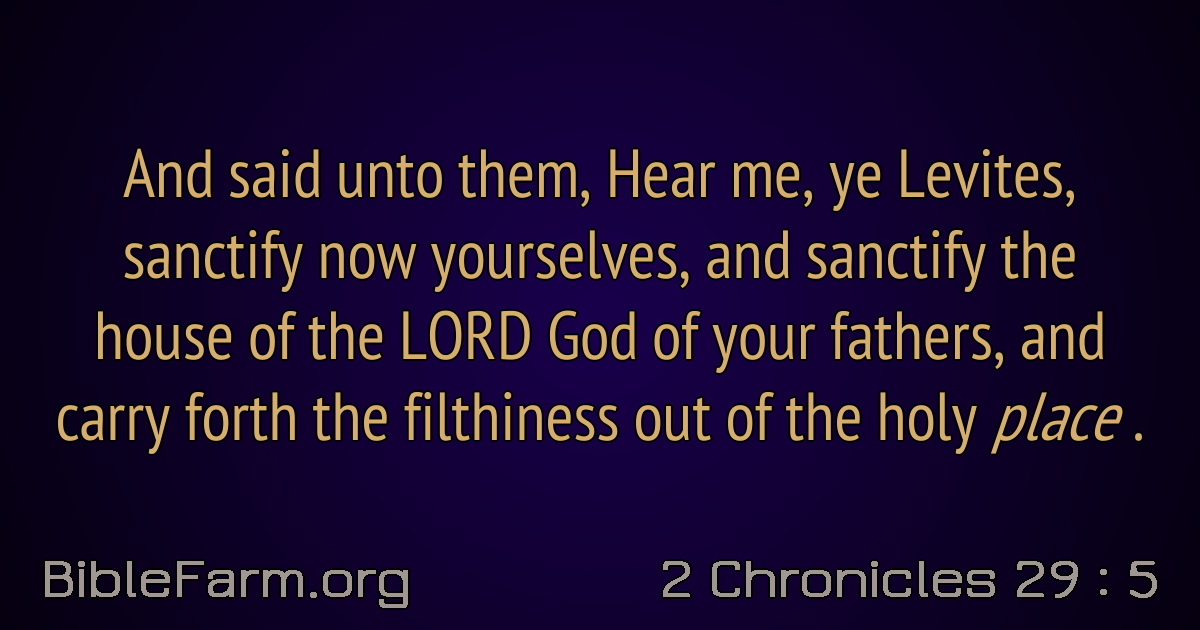 And said unto them, Hear me, ye Levites,
sanctify now yourselves, and sanctify the
house of the LORD God of your fathers, and
carry forth the filthiness out of the holy place .
BibleFarm.org
2 Chronicles 29 : 5